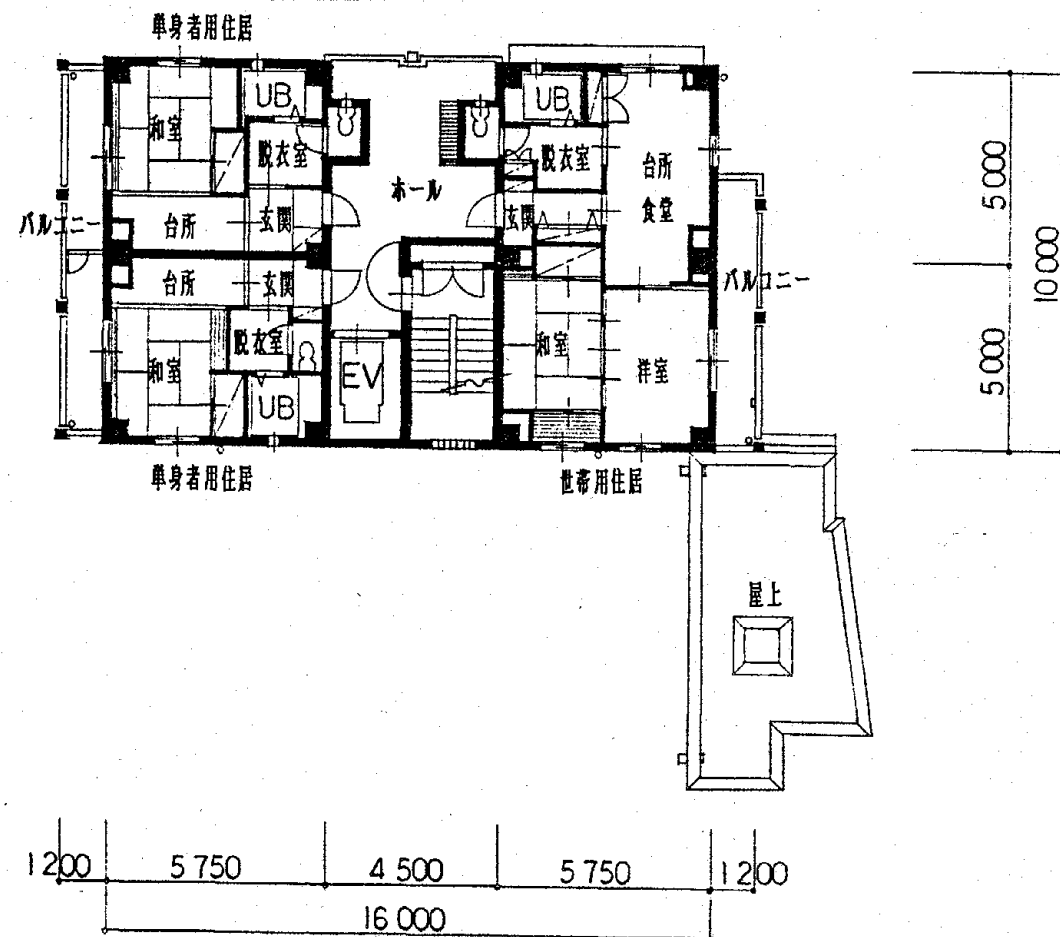 単身者用住居
UB
和室
脱衣室
ホール
UB
脱衣室
台所
食堂
バルコニー
台所
玄関
玄関
台所
玄関
バルコニー
脱衣室
和室
EV
UB
和室
洋室
単身者用住居
世帯用住居
屋上
5 000
5 000
10 000
1 200
5 750
4 500
5 750
1 200
16 000